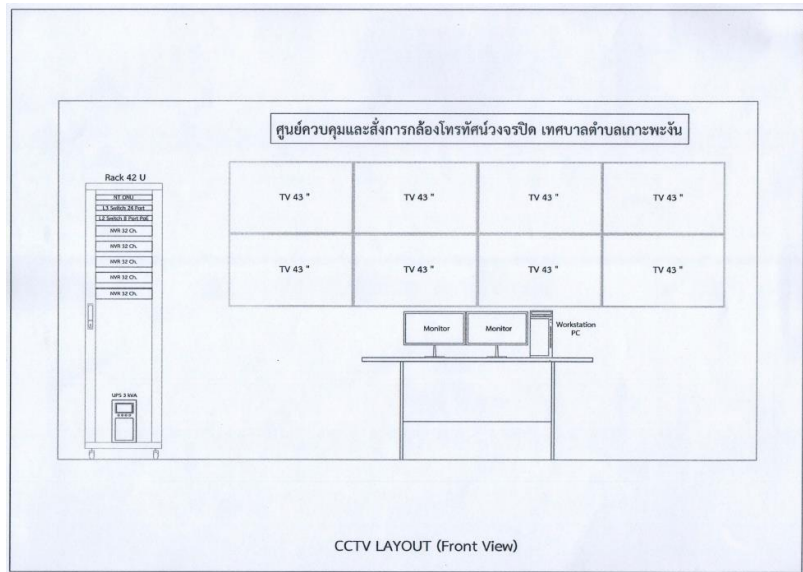 ศูนย์ควบคุมและสั่งการกล้องโทรทัศน์วงจรปิด เทศบาลตำบลเกาะพะงัน
Rack 42 U
NT ONU
L3 Switch 24 Port
L2 Switch 8 Port PoE
NVR 32 Ch.
NVR 32 Ch.
NVR 32 Ch.
NVR 32 Ch.
NVR 32 Ch.
UPS 3 kVA
TV 43 "
TV 43 "
TV 43 "
TV 43 "
TV 43 "
TV 43 "
TV 43 "
TV 43 "
Monitor
Monitor
Workstation
PC
CCTV LAYOUT (Front View)